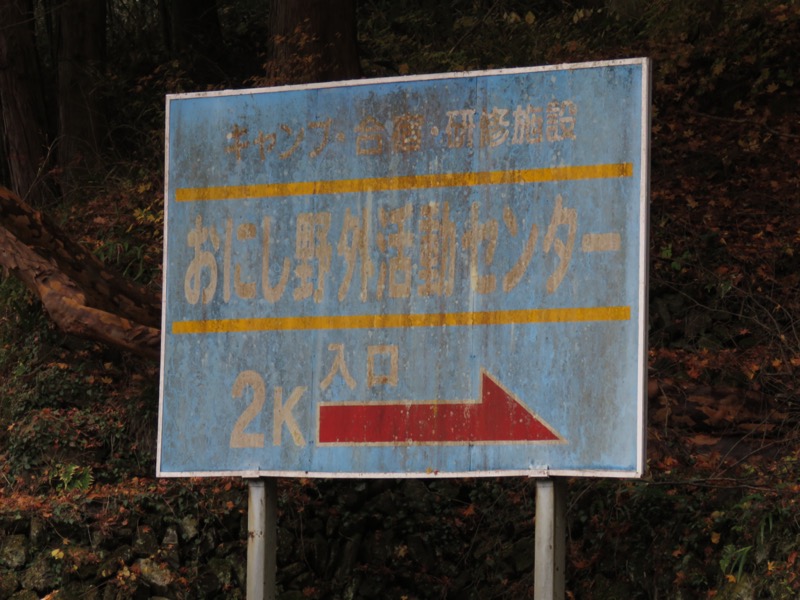 キャンプ・合宿・研修施設
おにし野外活動センター
入口
2K